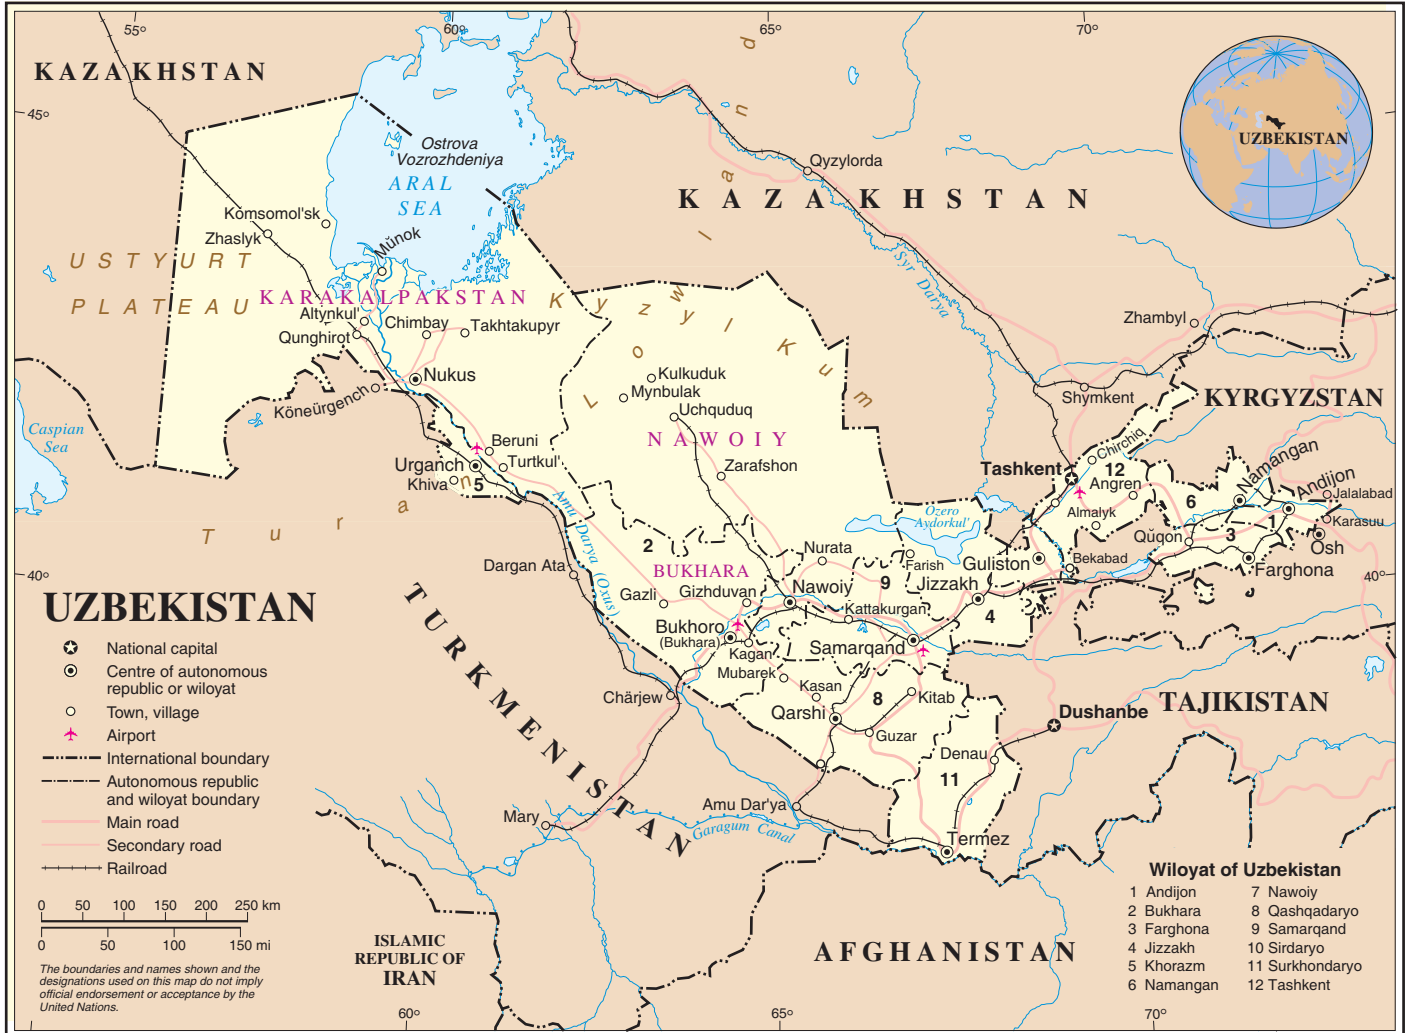 55°
60°
65°
70°
KAZAKHSTAN
45°
Ostrova
Vozrozhdeniya
ARAL
SEA
Qyzylorda
UZBEKISTAN
KAZAKHSTAN
Komsomol'sk
Zhaslyk
Mŭnok
USTYURT
PLATEAU
Syr Darya
KARAKALPAKSTAN
Kyzyl Kum
Turan Lowland
Altynkul'
Chimbay
Takhtakupyr
Qunghirot
Zhambyl
Nukus
Kulkuduk
Mynbulak
Köneürgench
Uchquduq
Shymkent
KYRGYZSTAN
Caspian
Sea
NAWOIY
Beruni
Urganch
Turtkul'
Khiva
5
Zarafshon
Tashkent
Chirchiq
12
Angren
Almalyk
Namangan
Andijon
Jalalabad
6
1
Karasuu
Qŭqon
3
Osh
Farghona
Amu Darya (Oxus)
Ozero
Aydorkul'
2
BUKHARA
Nurata
Farish
Guliston
Bekabad
Dargan Ata
40°
40°
Gazli
Gizhduvan
Nawoiy
9
Jizzakh
Kattakurgan
4
Bukhoro
(Bukhara)
Kagan
Samarqand
Mubarek
Kasan
8
Kitab
Chärjew
Qarshi
Guzar
Dushanbe
TAJIKISTAN
Denau
11
TURKMENISTAN
Amu Dar'ya
Mary
Garagum Canal
Termez
AFGHANISTAN
ISLAMIC
REPUBLIC OF
IRAN
UZBEKISTAN
National capital
Centre of autonomous
republic or wiloyat
Town, village
Airport
International boundary
Autonomous republic
and wiloyat boundary
Main road
Secondary road
Railroad
0 50 100 150 200 250 km
0 50 100 150 mi
The boundaries and names shown and the
designations used on this map do not imply
official endorsement or acceptance by the
United Nations.
Wiloyat of Uzbekistan
1 Andijon
2 Bukhara
3 Farghona
4 Jizzakh
5 Khorazm
6 Namangan
7 Nawoiy
8 Qashqadaryo
9 Samarqand
10 Sirdaryo
11 Surkhondaryo
12 Tashkent
60°
65°
70°